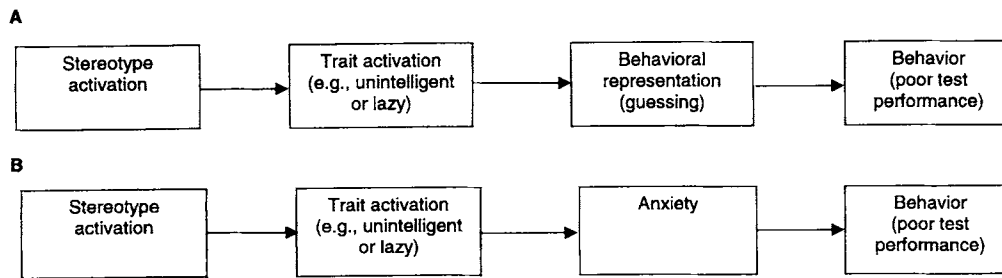 A
Stereotype
activation
Trait activation
(e.g., unintelligent
or lazy)
Behavioral
representation
(guessing)
Behavior
(poor test
performance)
B
Stereotype
activation
Trait activation
(e.g., unintelligent
or lazy)
Anxiety
Behavior
(poor test
performance)